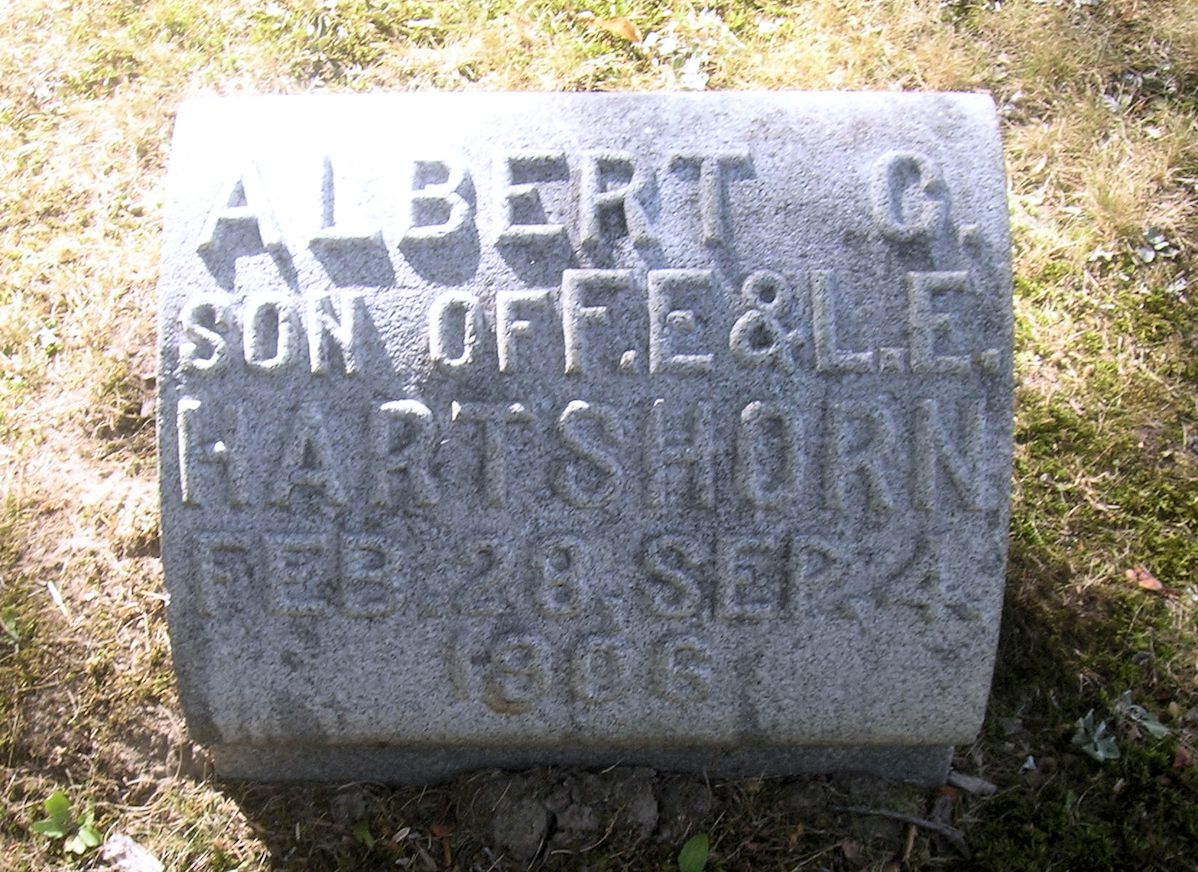 ALBERT G.
SON OF F. E & L. E.
HARTSHORN
FEB. 28, SEP. 4.
1906